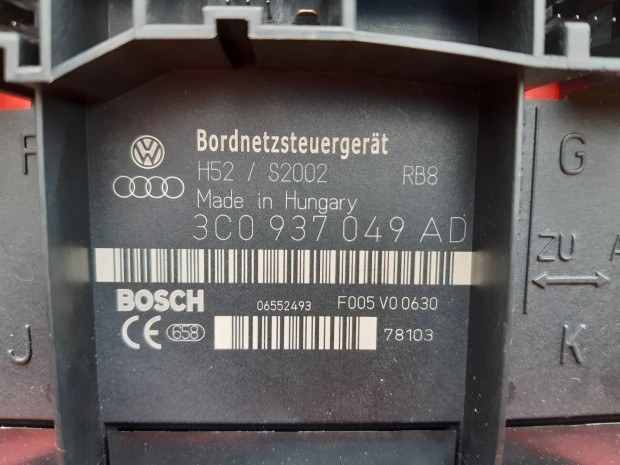 Bordnetzsteuergerät
H52 / S2002 RB8
Made in Hungary
3C0 937 049 AD
BOSCH 06552493 F005 V0 0630
CE 658 78103
F
J
G
ZU A
K